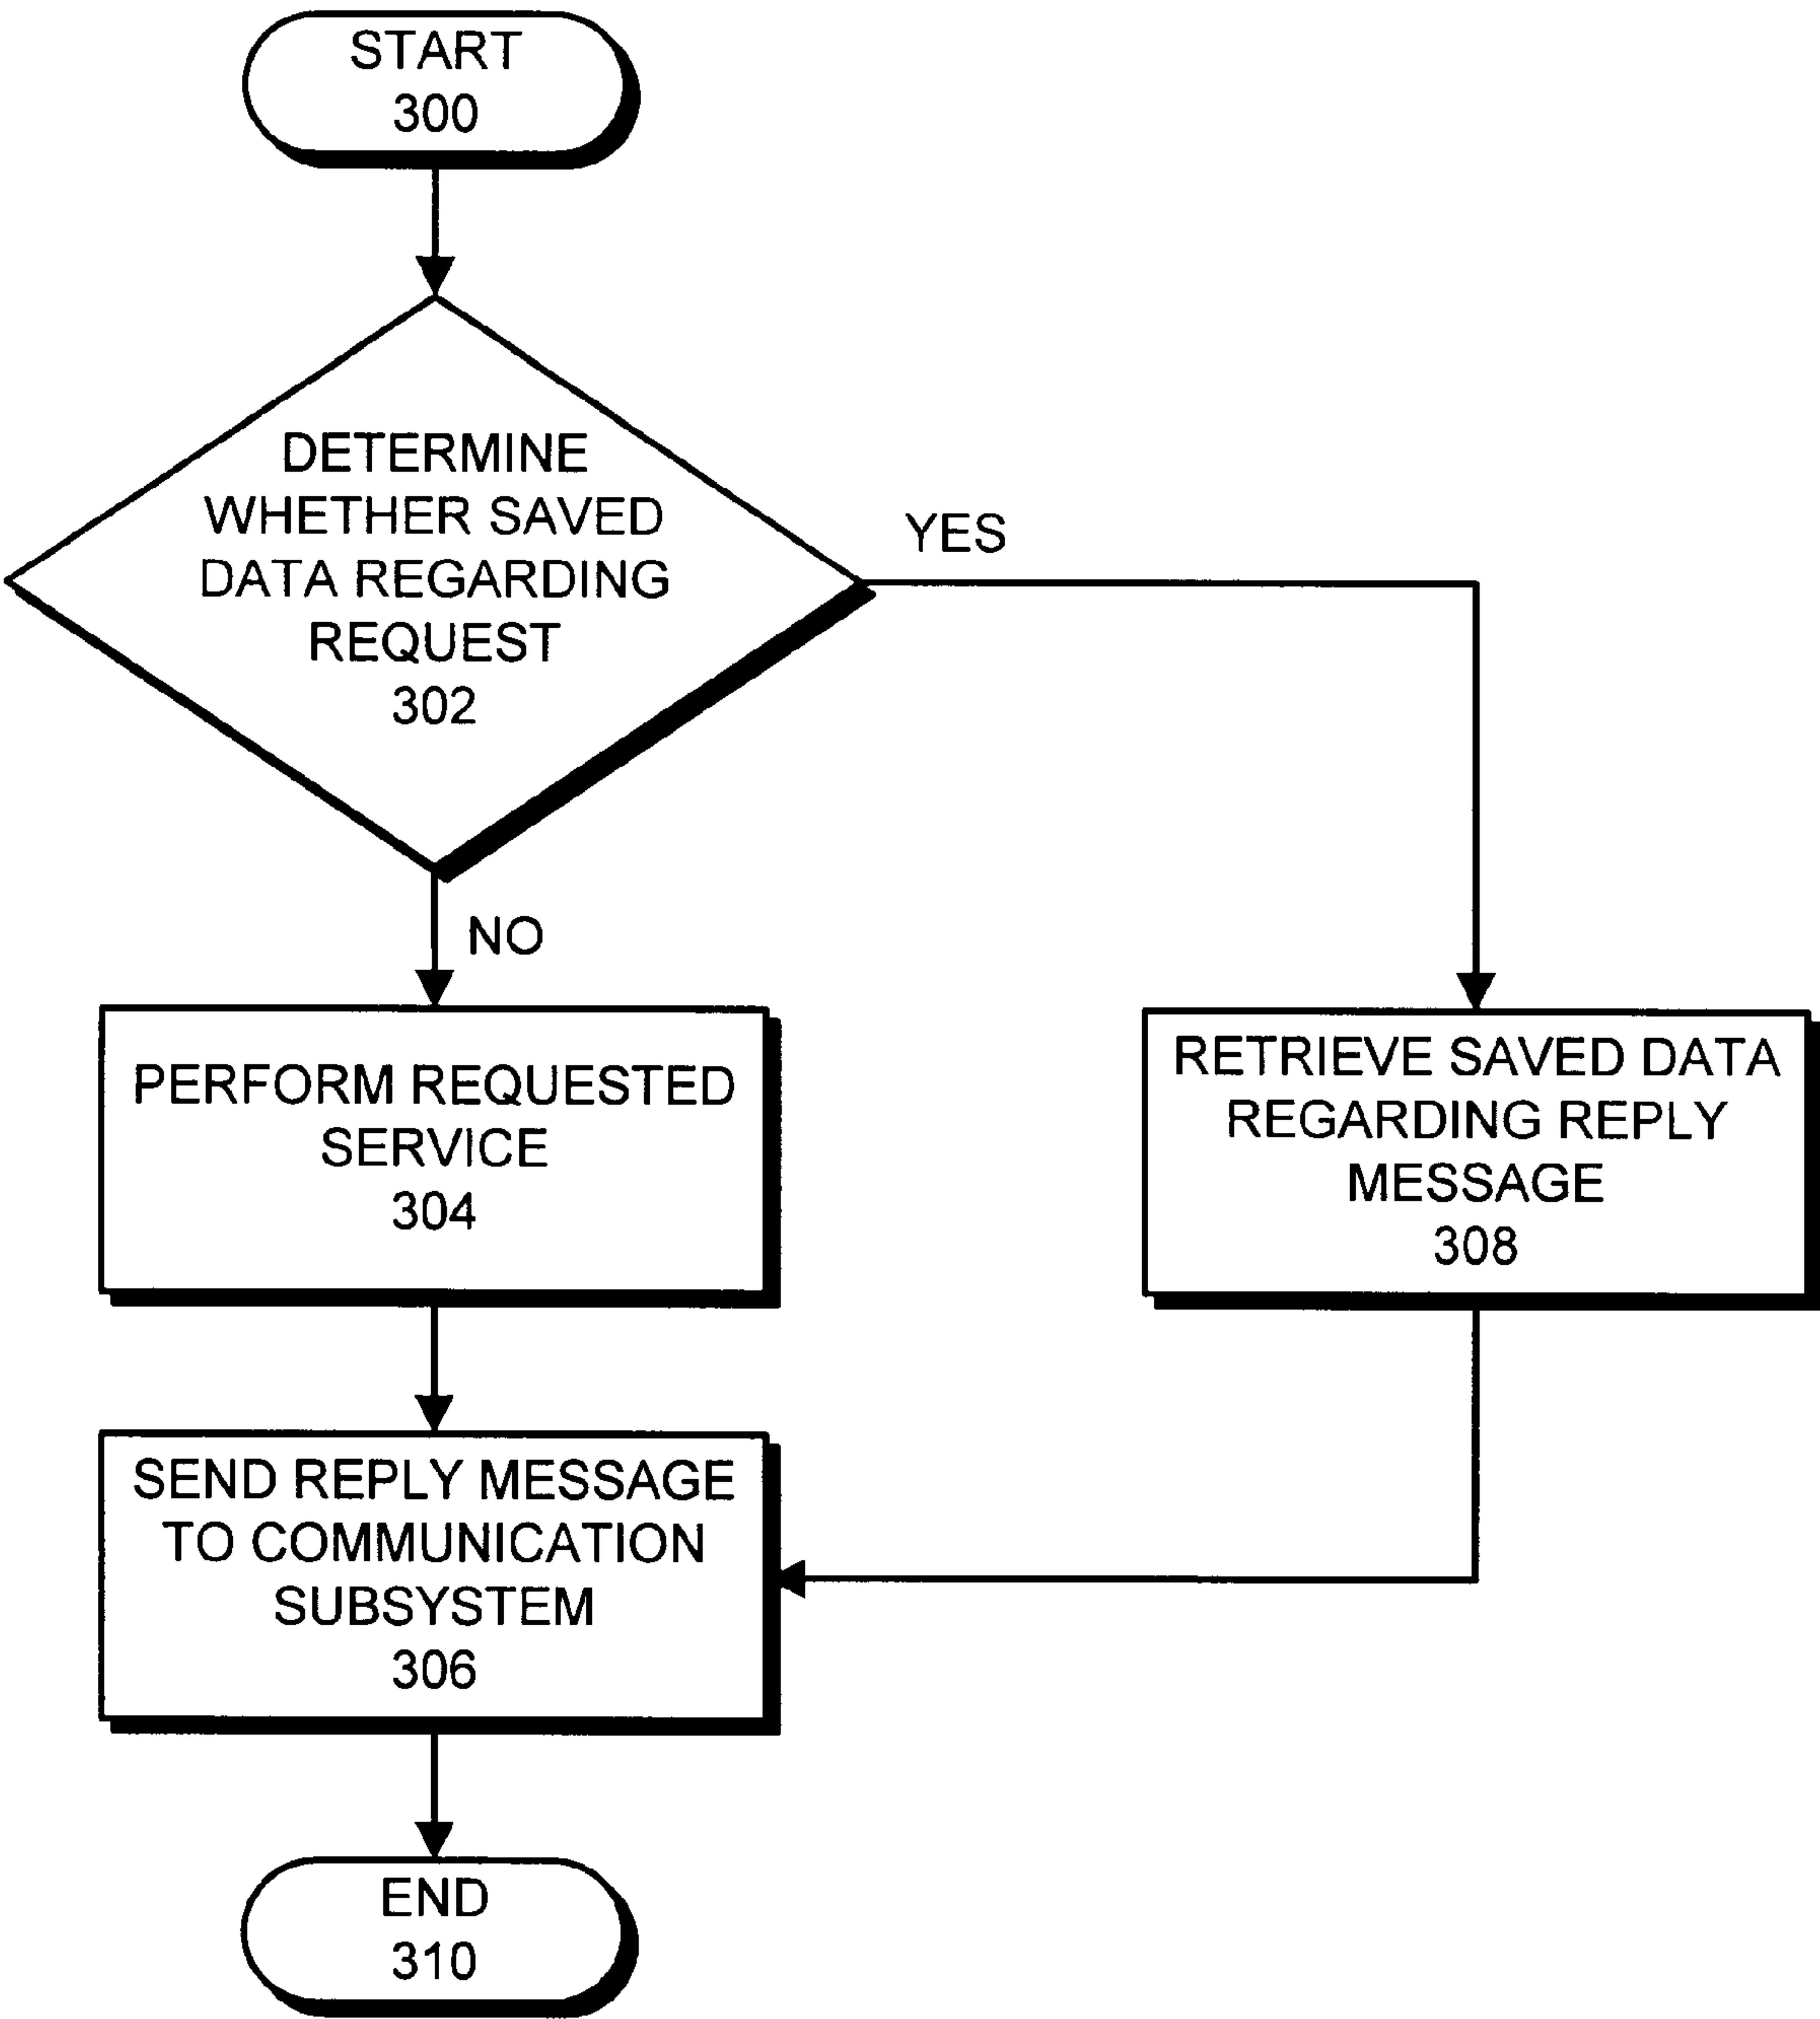 START
300
DETERMINE
WHETHER SAVED
DATA REGARDING
REQUEST
302
YES
NO
PERFORM REQUESTED
SERVICE
304
RETRIEVE SAVED DATA
REGARDING REPLY
MESSAGE
308
SEND REPLY MESSAGE
TO COMMUNICATION
SUBSYSTEM
306
END
310